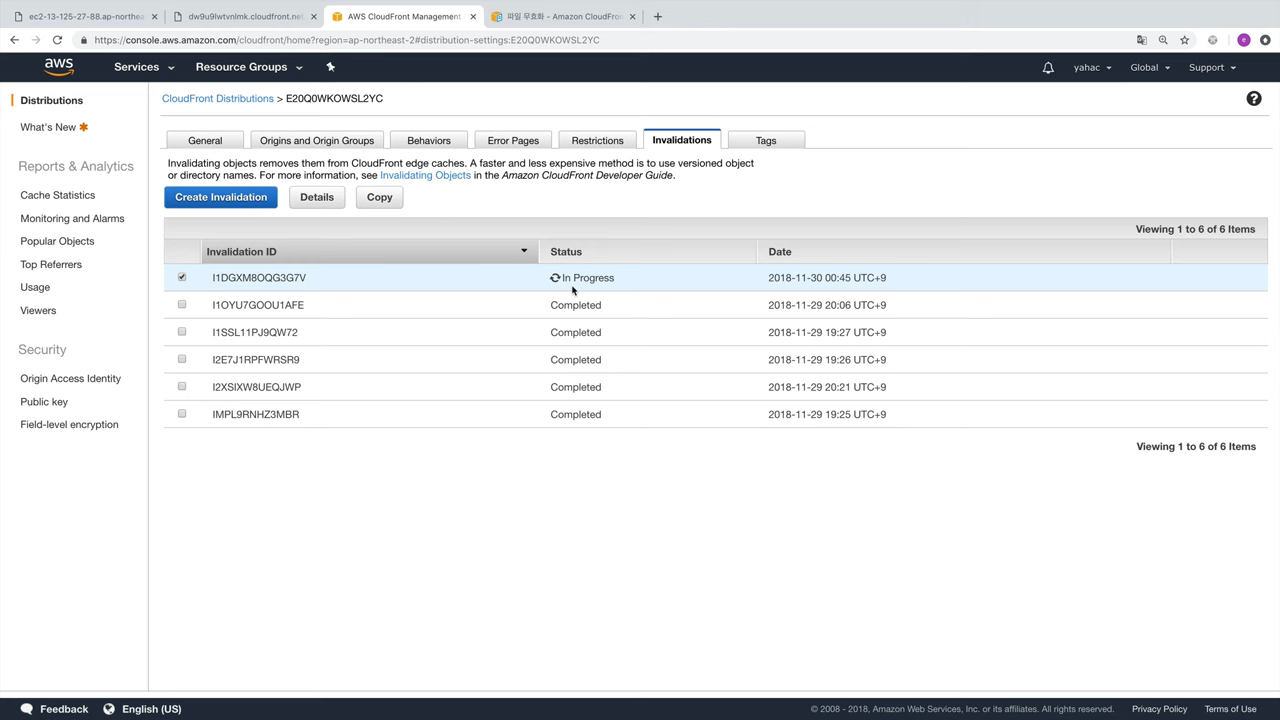 ec2-13-125-27-88.ap-northea
dw9u9lwtvnlmk.cloudfront.net
AWS CloudFront Management
파일 무효화 - Amazon CloudFron
https://console.aws.amazon.com/cloudfront/home?region=ap-northeast-2#distribution-settings:E20Q0WKOWSL2YC
aws
Services
Resource Groups
yahac
Global
Support
Distributions
What's New
Reports & Analytics
Cache Statistics
Monitoring and Alarms
Popular Objects
Top Referrers
Usage
Viewers
Security
Origin Access Identity
Public key
Field-level encryption
CloudFront Distributions > E20Q0WKOWSL2YC
General
Origins and Origin Groups
Behaviors
Error Pages
Restrictions
Invalidations
Tags
Invalidating objects removes them from CloudFront edge caches. A faster and less expensive method is to use versioned object
or directory names. For more information, see Invalidating Objects in the Amazon CloudFront Developer Guide.
Create Invalidation
Details
Copy
Viewing 1 to 6 of 6 Items
Invalidation ID Status Date
I1DGXM8OQG3G7V In Progress 2018-11-30 00:45 UTC+9
I1OYU7GOOU1AFE Completed 2018-11-29 20:06 UTC+9
I1SSL11PJ9QW72 Completed 2018-11-29 19:27 UTC+9
I2E7J1RPFWRSR9 Completed 2018-11-29 19:26 UTC+9
I2XSIXW8UEQJWP Completed 2018-11-29 20:21 UTC+9
IMPL9RNHZ3MBR Completed 2018-11-29 19:25 UTC+9
Viewing 1 to 6 of 6 Items
Feedback
English (US)
© 2008 - 2018, Amazon Web Services, Inc. or its affiliates. All rights reserved.
Privacy Policy
Terms of Use